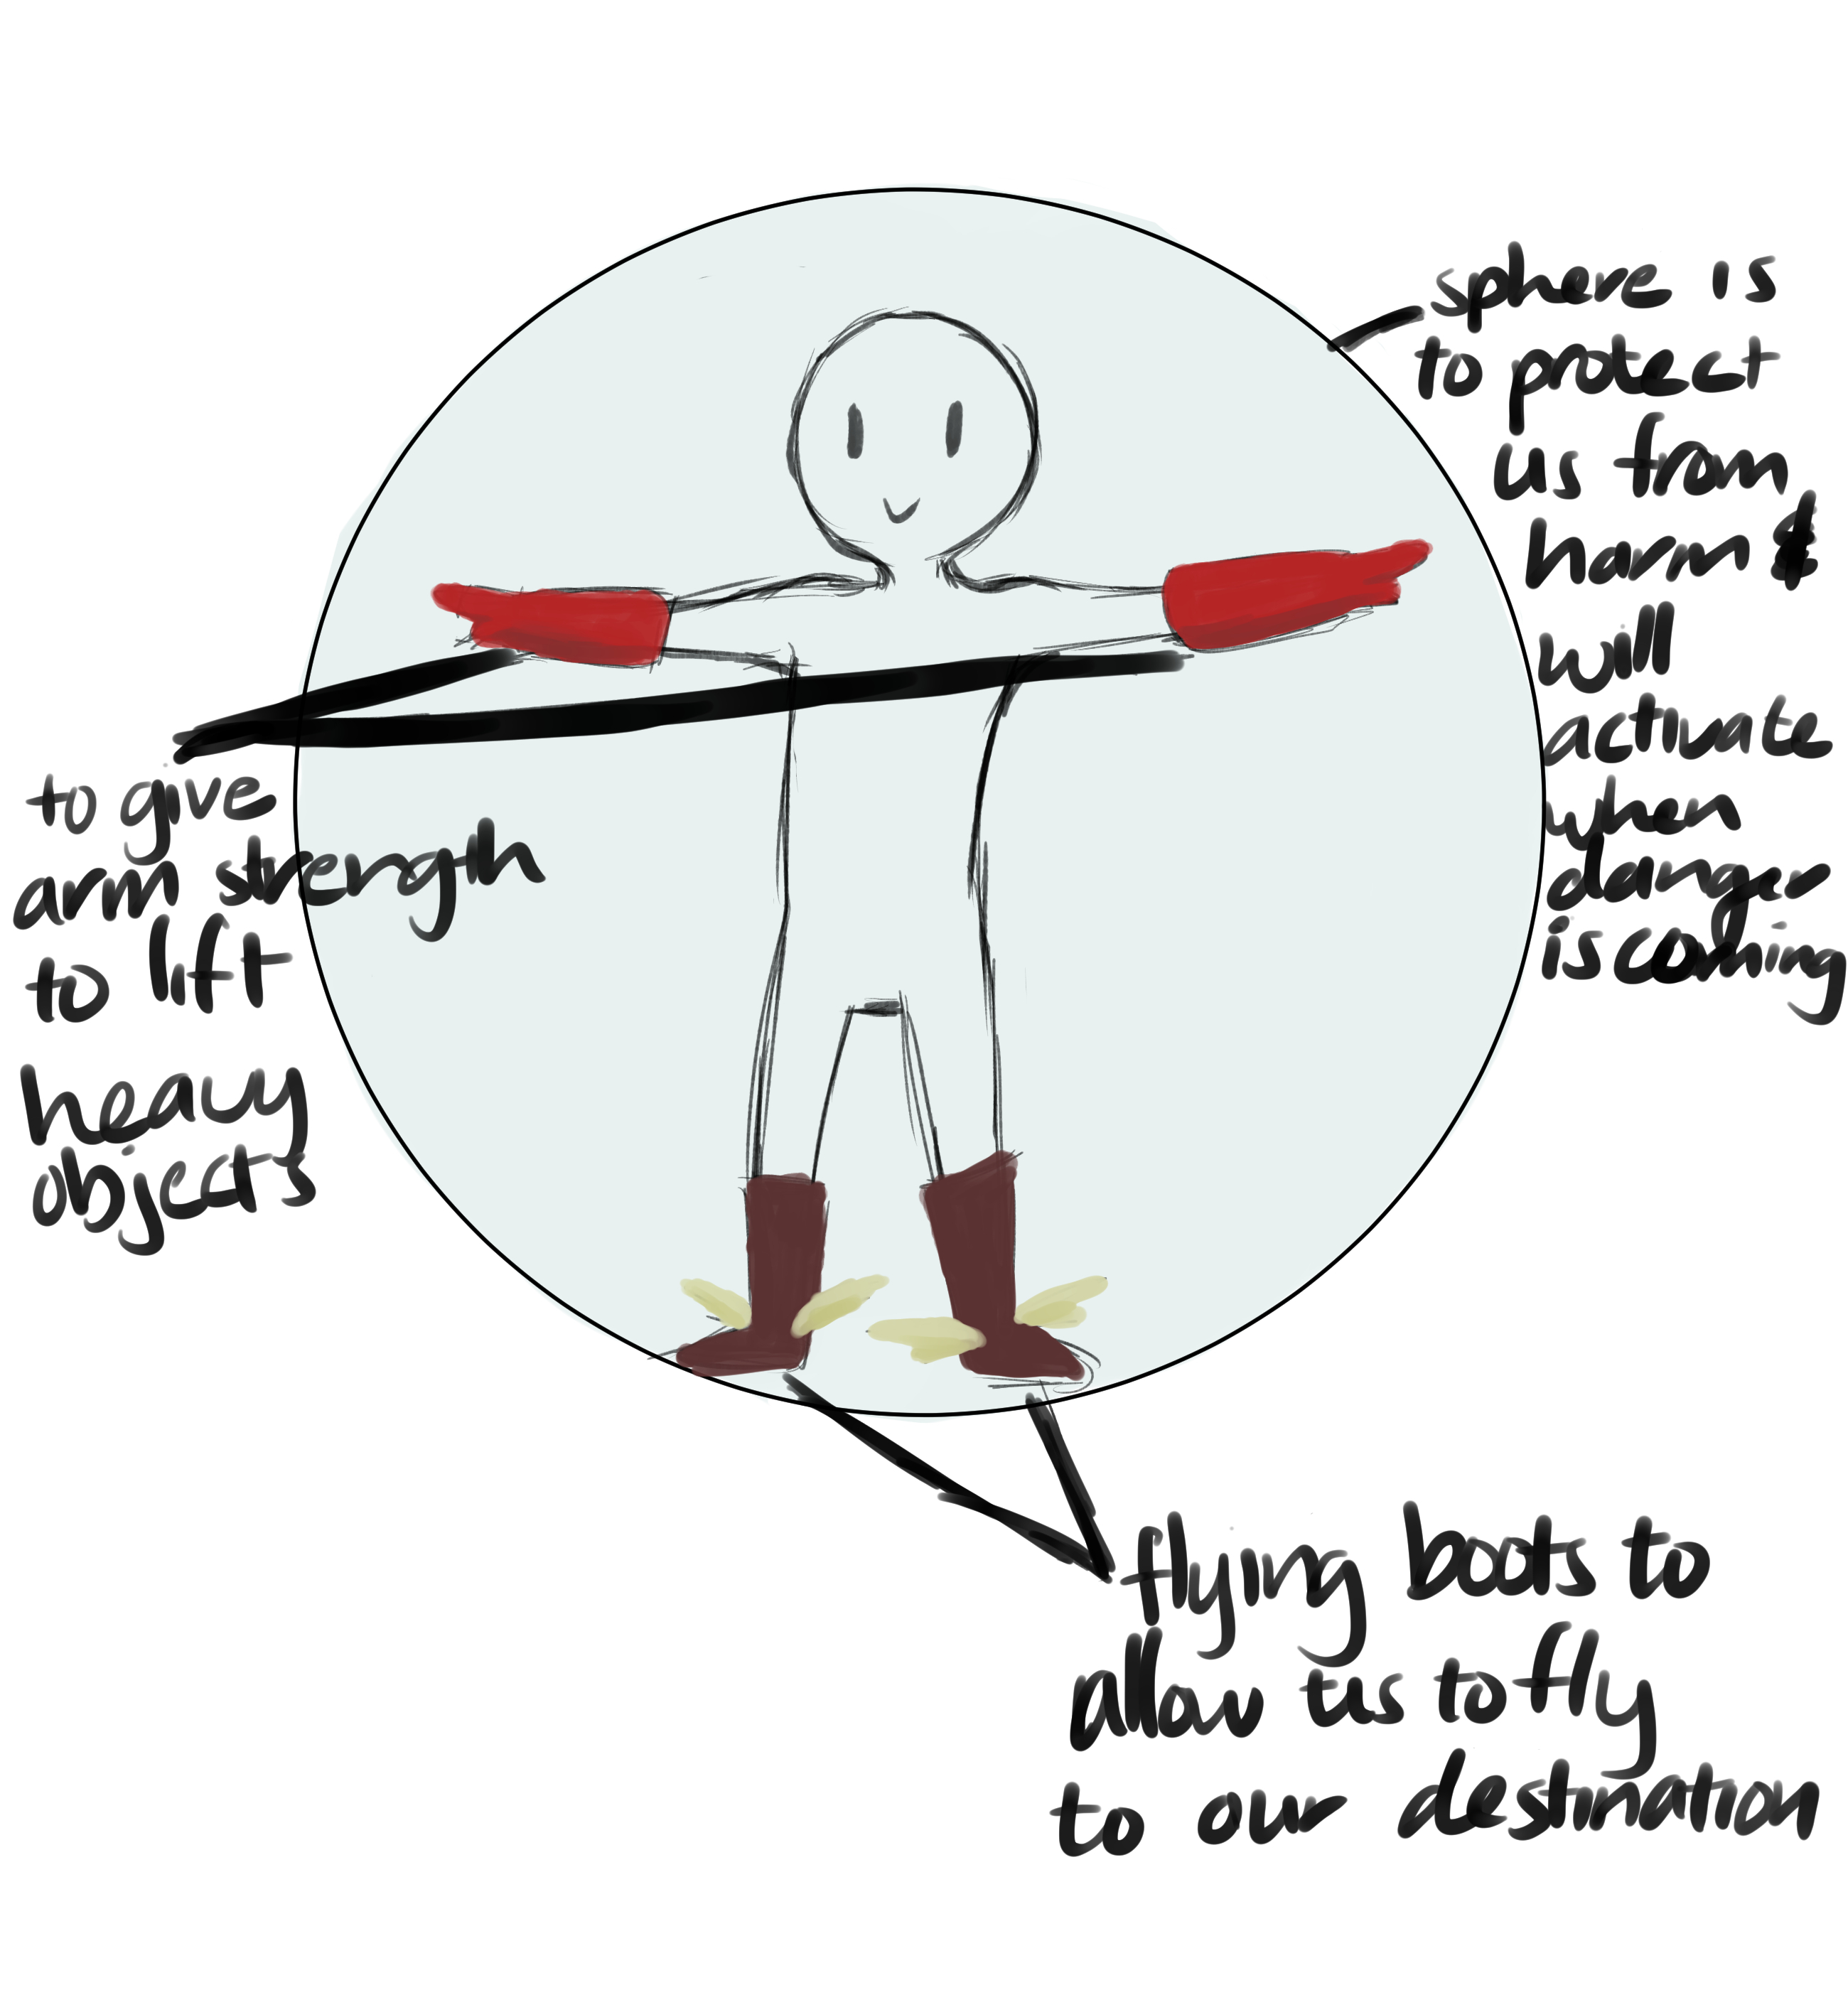 sphere is
to protect
us from
harm &
will
activate
when
danger
is coming
to give
arm strength
to lift
heavy
objects
flying boots to
allow us to fly
to our destination